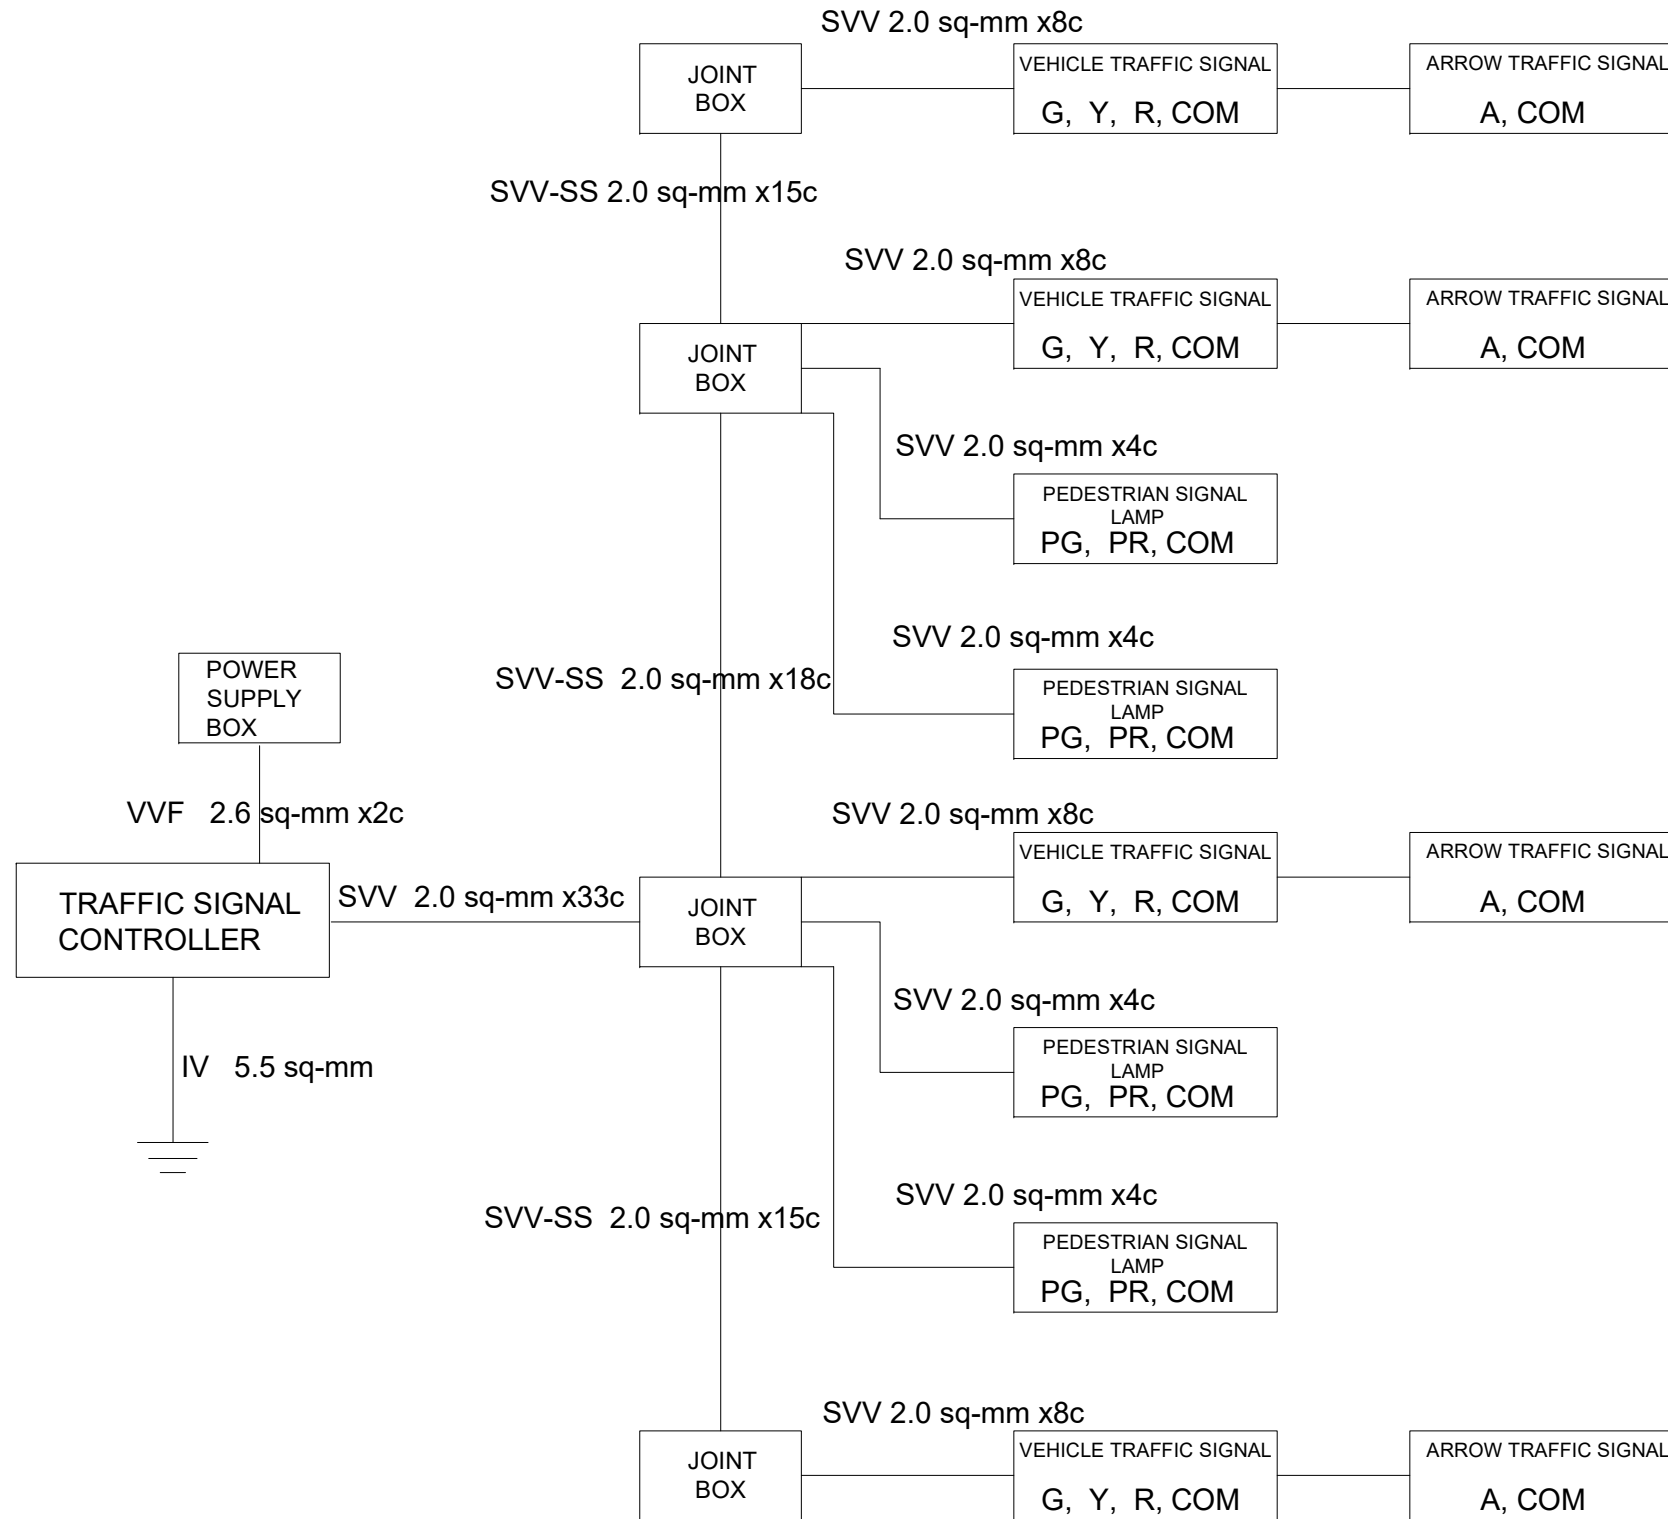 SVV 2.0 sq-mm x8c
JOINT
BOX
VEHICLE TRAFFIC SIGNAL
G, Y, R, COM
ARROW TRAFFIC SIGNAL
A, COM
SVV-SS 2.0 sq-mm x15c
SVV 2.0 sq-mm x8c
JOINT
BOX
VEHICLE TRAFFIC SIGNAL
G, Y, R, COM
ARROW TRAFFIC SIGNAL
A, COM
SVV 2.0 sq-mm x4c
PEDESTRIAN SIGNAL
LAMP
PG, PR, COM
SVV 2.0 sq-mm x4c
SVV-SS 2.0 sq-mm x18c
PEDESTRIAN SIGNAL
LAMP
PG, PR, COM
POWER
SUPPLY
BOX
VVF 2.6 sq-mm x2c
SVV 2.0 sq-mm x8c
TRAFFIC SIGNAL
CONTROLLER
SVV 2.0 sq-mm x33c
JOINT
BOX
VEHICLE TRAFFIC SIGNAL
G, Y, R, COM
ARROW TRAFFIC SIGNAL
A, COM
SVV 2.0 sq-mm x4c
PEDESTRIAN SIGNAL
LAMP
PG, PR, COM
IV 5.5 sq-mm
SVV 2.0 sq-mm x4c
SVV-SS 2.0 sq-mm x15c
PEDESTRIAN SIGNAL
LAMP
PG, PR, COM
SVV 2.0 sq-mm x8c
JOINT
BOX
VEHICLE TRAFFIC SIGNAL
G, Y, R, COM
ARROW TRAFFIC SIGNAL
A, COM